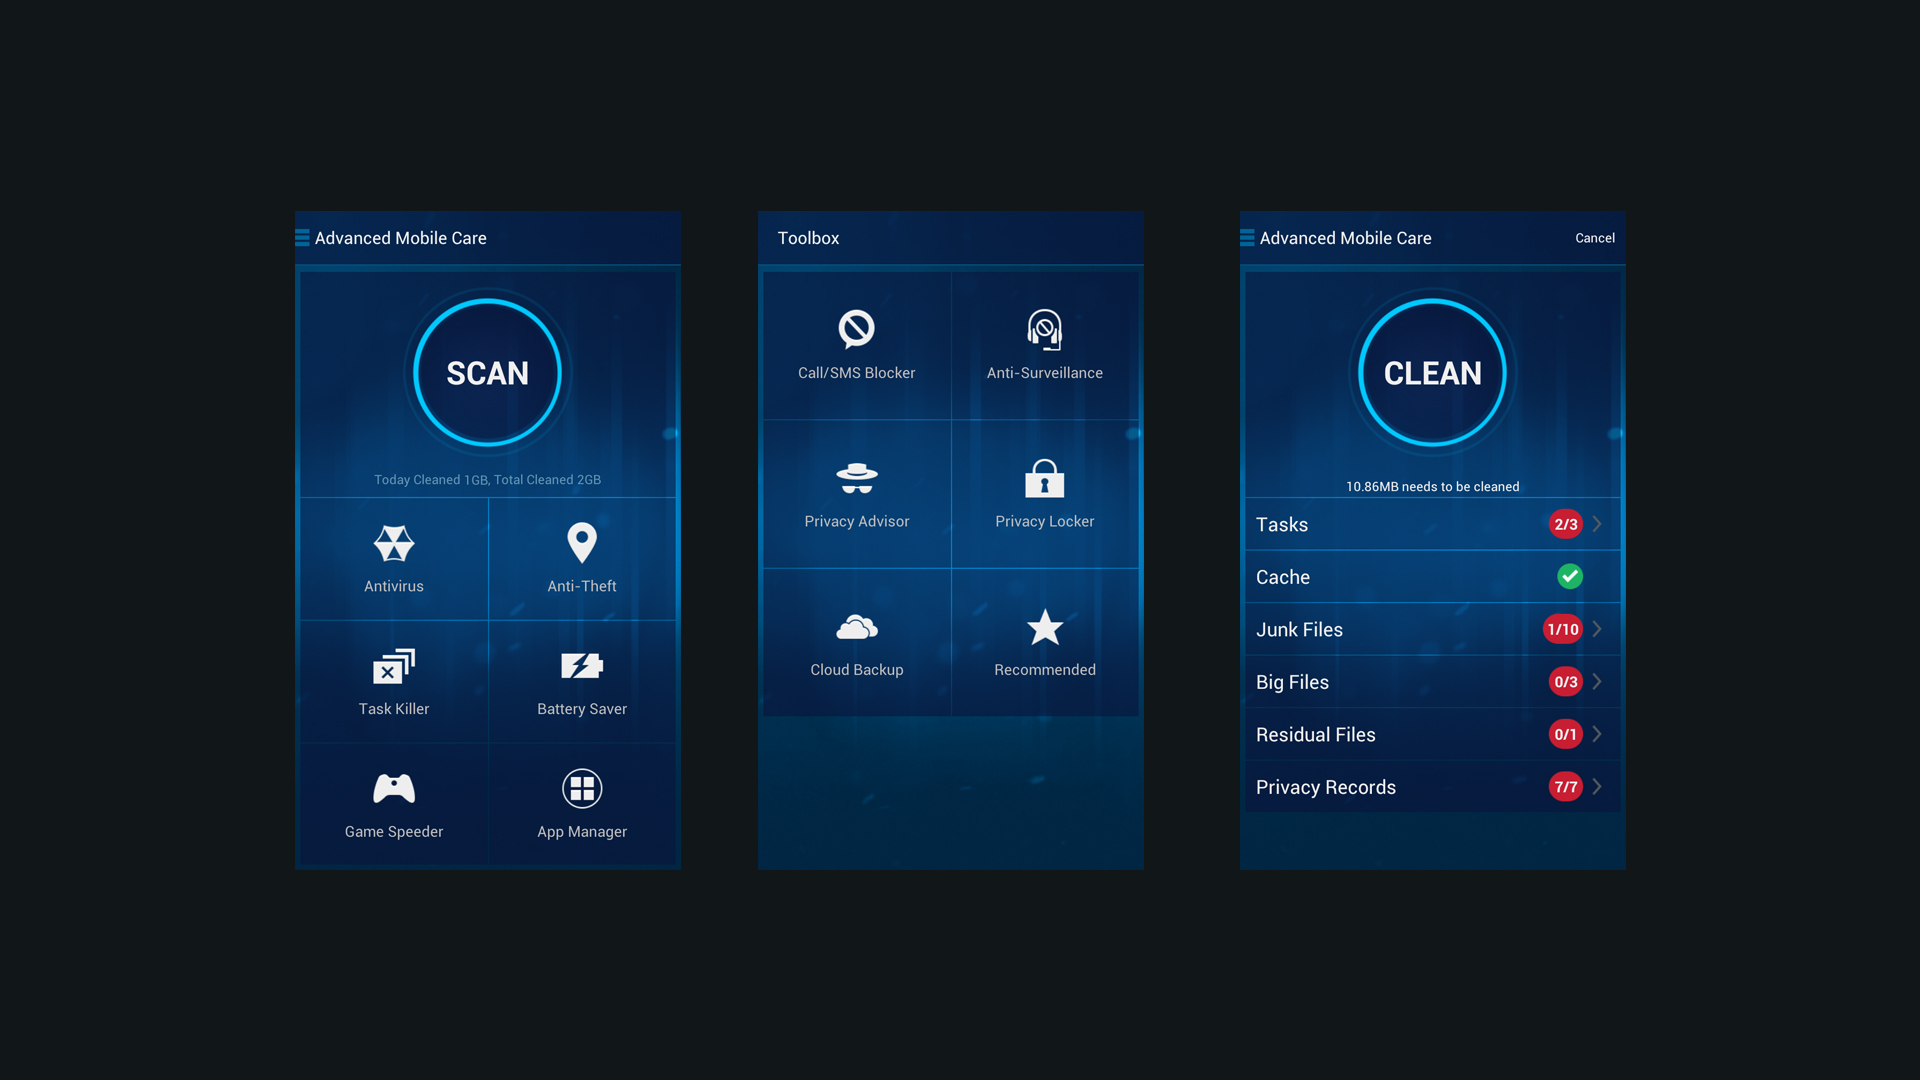 Advanced Mobile Care
SCAN
Today Cleaned 1GB, Total Cleaned 2GB
Antivirus
Anti-Theft
Task Killer
Battery Saver
Game Speeder
App Manager
Toolbox
Call/SMS Blocker
Anti-Surveillance
Privacy Advisor
Privacy Locker
Cloud Backup
Recommended
Advanced Mobile Care
Cancel
CLEAN
10.86MB needs to be cleaned
Tasks 2/3
Cache
Junk Files 1/10
Big Files 0/3
Residual Files 0/1
Privacy Records 7/7